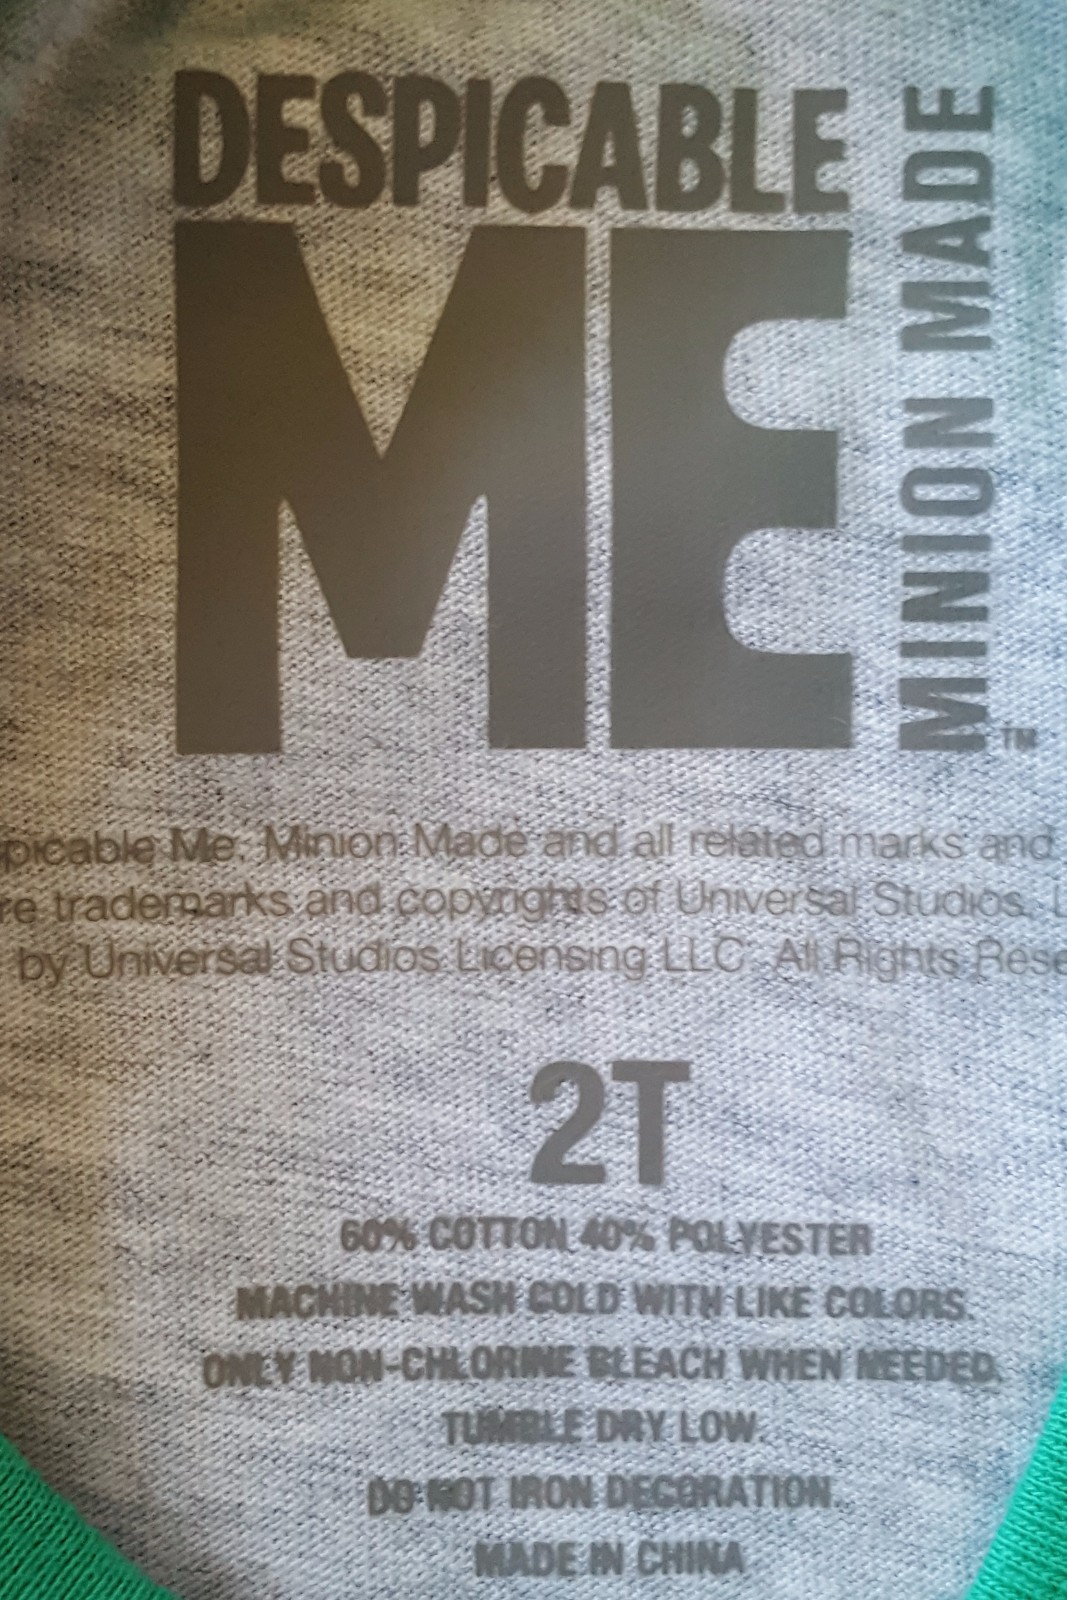 DESPICABLE
ME
MINION MADE
TM
picable Me, Minion Made and all related marks and
re trademarks and copyrights of Universal Studios. L
by Universal Studios Licensing LLC. All Rights Rese
2T
60% COTTON 40% POLYESTER
MACHINE WASH COLD WITH LIKE COLORS.
ONLY NON-CHLORINE BLEACH WHEN NEEDED.
TUMBLE DRY LOW.
DO NOT IRON DECORATION.
MADE IN CHINA